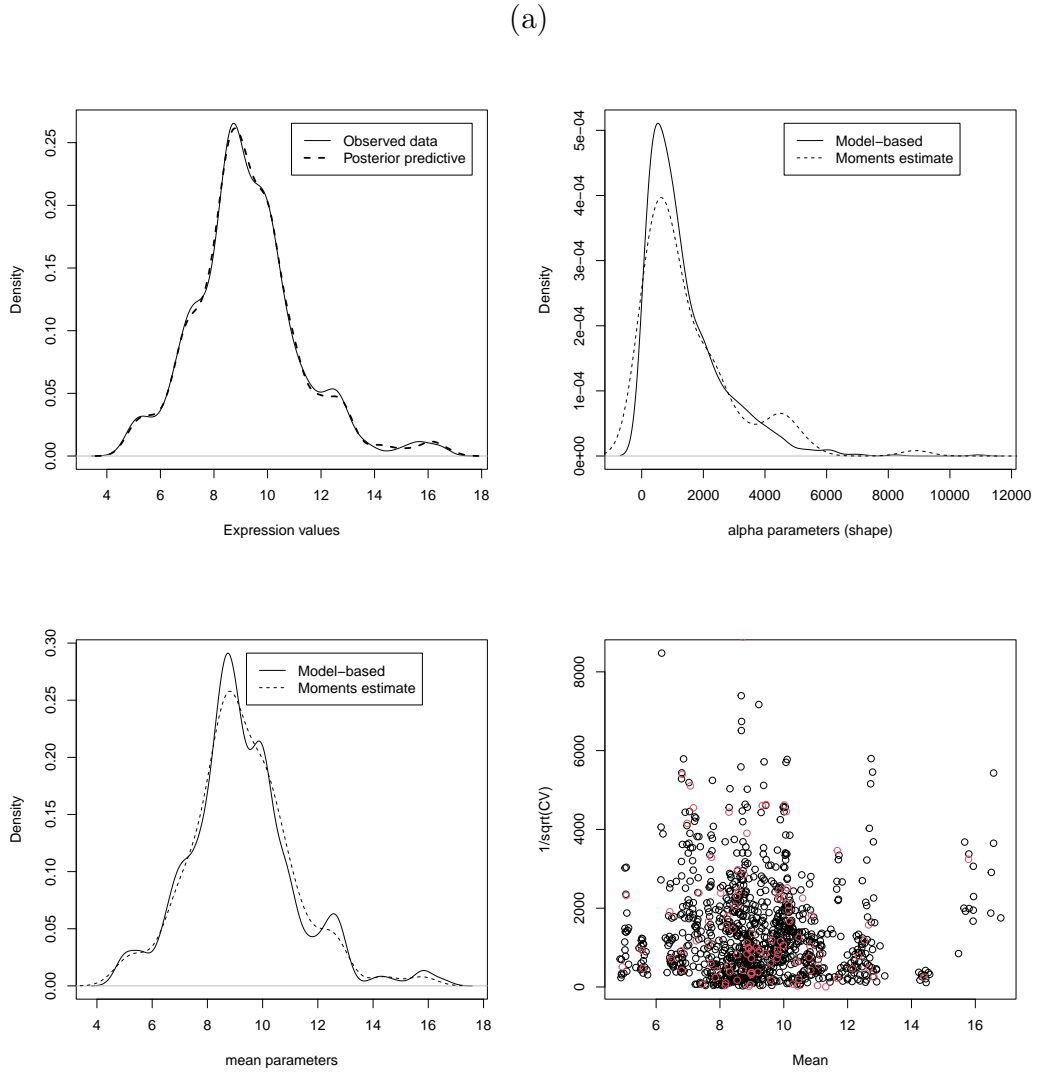 (a)
Observed data
Posterior predictive
Density
0.00
0.05
0.10
0.15
0.20
0.25
4 6 8 10 12 14 16 18
Expression values
Model−based
Moments estimate
Density
0e+00
1e−04
2e−04
3e−04
4e−04
5e−04
0 2000 4000 6000 8000 10000 12000
alpha parameters (shape)
Model−based
Moments estimate
Density
0.00
0.05
0.10
0.15
0.20
0.25
0.30
4 6 8 10 12 14 16 18
mean parameters
1/sqrt(CV)
0
2000
4000
6000
8000
6 8 10 12 14 16
Mean